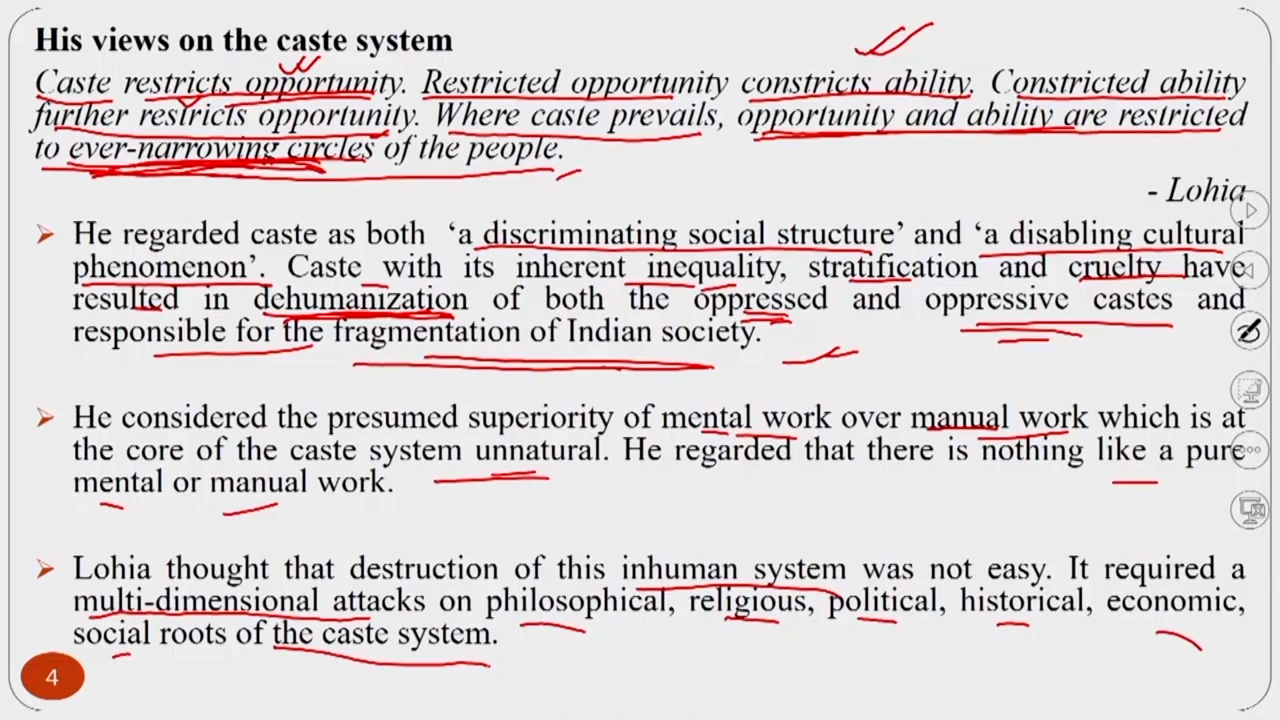 His views on the caste system
Caste restricts opportunity. Restricted opportunity constricts ability. Constricted ability
further restricts opportunity. Where caste prevails, opportunity and ability are restricted
to ever-narrowing circles of the people.
- Lohia
He regarded caste as both ‘a discriminating social structure’ and ‘a disabling cultural
phenomenon’. Caste with its inherent inequality, stratification and cruelty have
resulted in dehumanization of both the oppressed and oppressive castes and
responsible for the fragmentation of Indian society.
He considered the presumed superiority of mental work over manual work which is at
the core of the caste system unnatural. He regarded that there is nothing like a pure
mental or manual work.
Lohia thought that destruction of this inhuman system was not easy. It required a
multi-dimensional attacks on philosophical, religious, political, historical, economic,
social roots of the caste system.
4